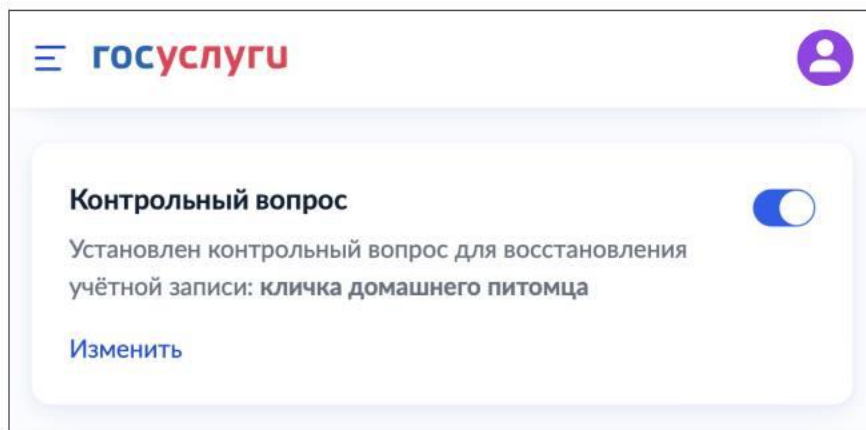 госуслуги
Контрольный вопрос
Установлен контрольный вопрос для восстановления
учётной записи: кличка домашнего питомца
Изменить